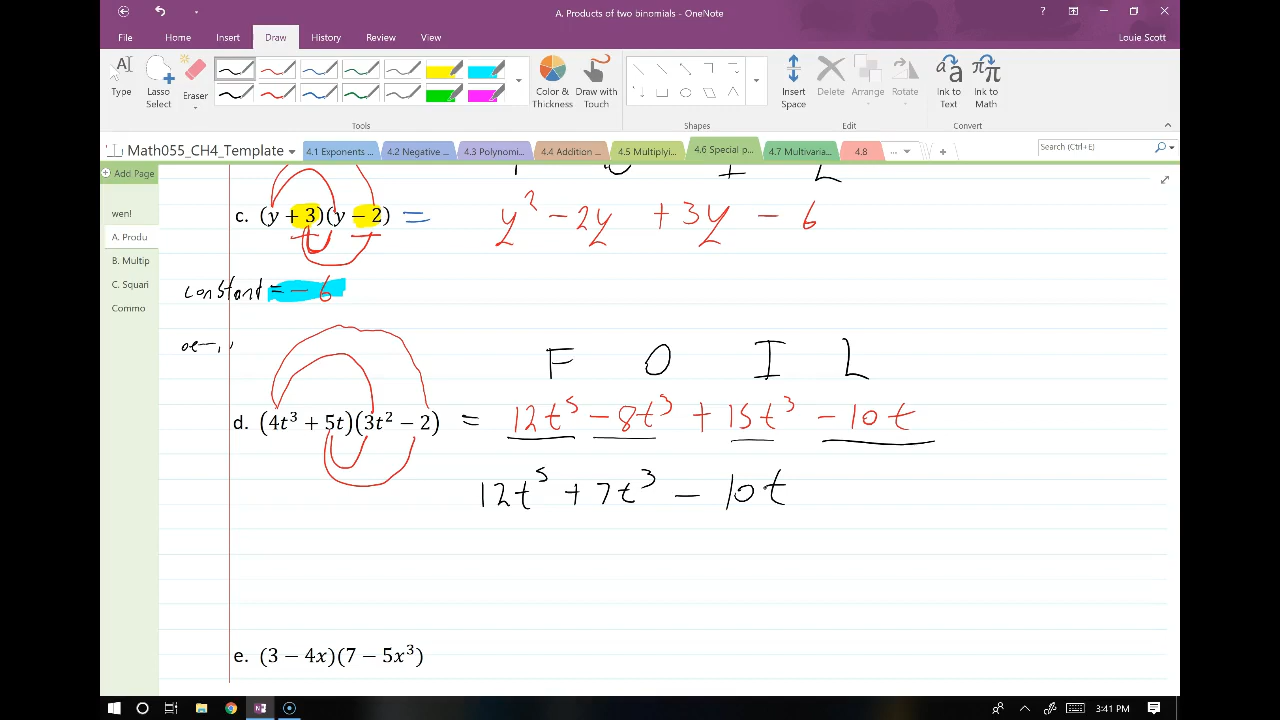 A. Products of two binomials - OneNote
?
File Home Insert Draw History Review View Louie Scott
Type Lasso Select Eraser Color & Thickness Draw with Touch Insert Space Delete Arrange Rotate Ink to Text Ink to Math
Tools Shapes Edit Convert
Math055_CH4_Template 4.1 Exponents ... 4.2 Negative ... 4.3 Polynomi... 4.4 Addition ... 4.5 Multiplyi... 4.6 Special p... 4.7 Multivaria... 4.8 ... + Search (Ctrl+E)
Add Page
wen!
A. Produ
B. Multip
C. Squari
Commo
F O I L
c. (y + 3)(y − 2) = y² − 2y + 3y − 6
constant = − 6
F O I L
d. (4t³ + 5t)(3t² − 2) = 12t⁵ − 8t³ + 15t³ − 10t
12t⁵ + 7t³ − 10t
e. (3 − 4x)(7 − 5x³)
3:41 PM